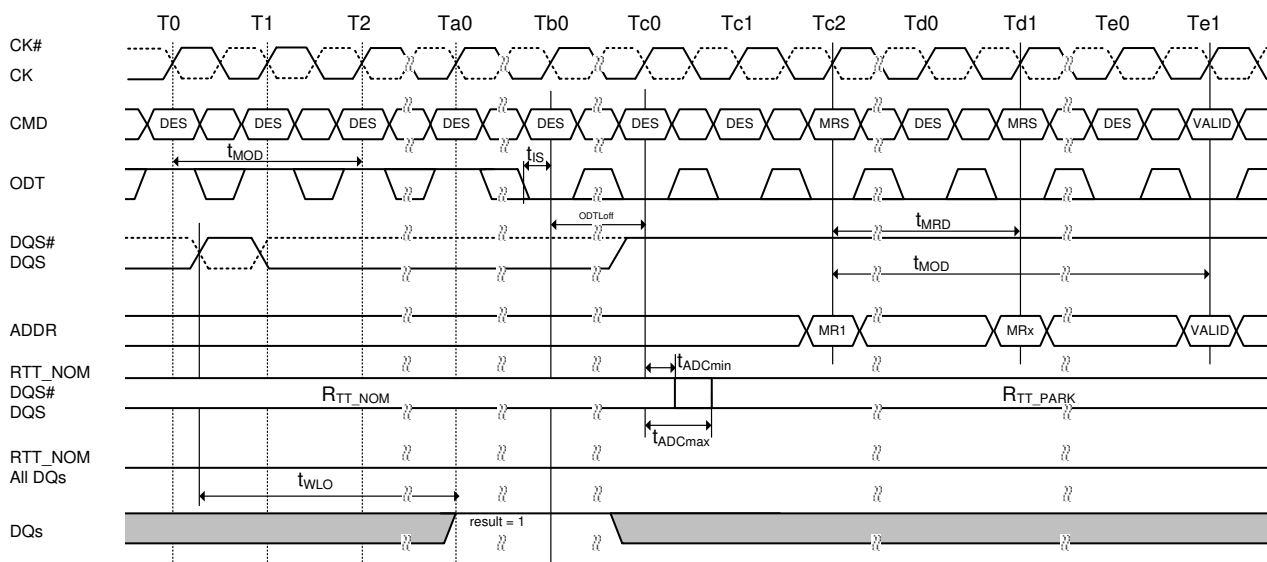 T0 T1 T2 Ta0 Tb0 Tc0 Tc1 Tc2 Td0 Td1 Te0 Te1
CK#
CK
CMD DES DES DES DES DES DES DES MRS DES MRS DES VALID
tMOD tIS
ODT
ODTLoff
tMRD
DQS#
DQS
tMOD
ADDR MR1 MRx VALID
tADCmin
RTT_NOM
DQS#
DQS
RTT_NOM RTT_PARK
tADCmax
RTT_NOM
All DQs
tWLO
DQs result = 1